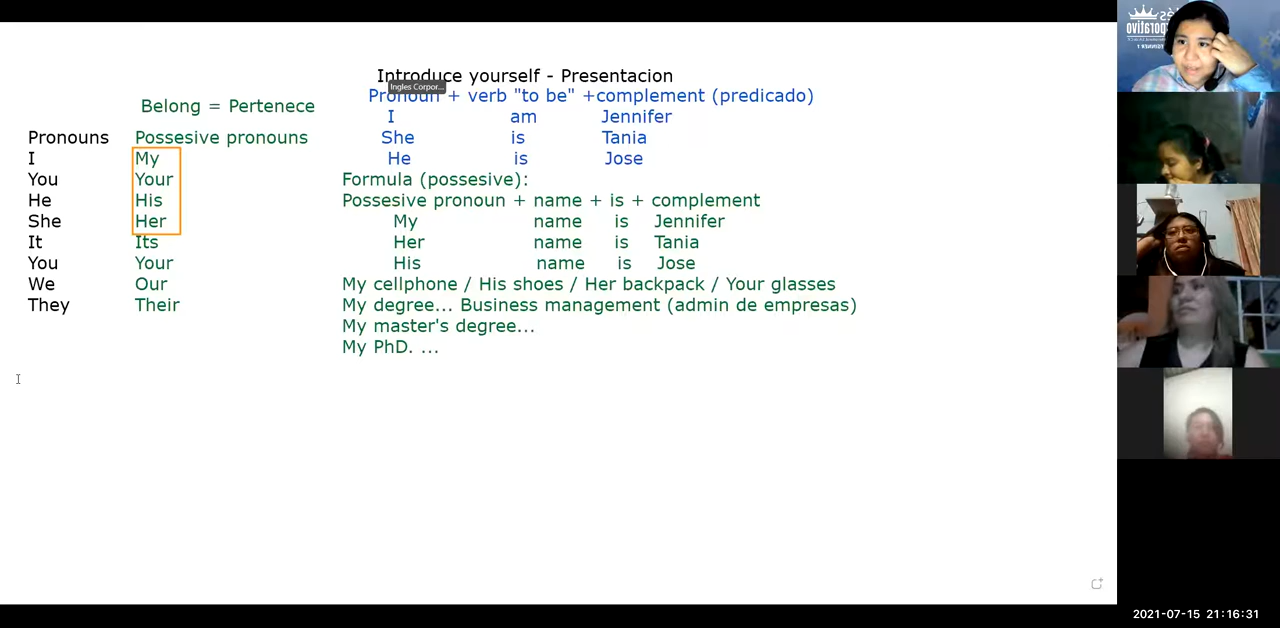 Introduce yourself - Presentacion
Ingles Corpor...
Pronoun + verb "to be" +complement (predicado)
I am Jennifer
She is Tania
He is Jose
Belong = Pertenece
Pronouns Possesive pronouns
I My
You Your
He His
She Her
It Its
You Your
We Our
They Their
Formula (possesive):
Possesive pronoun + name + is + complement
My name is Jennifer
Her name is Tania
His name is Jose
My cellphone / His shoes / Her backpack / Your glasses
My degree... Business management (admin de empresas)
My master's degree...
My PhD. ...
2021-07-15 21:16:31